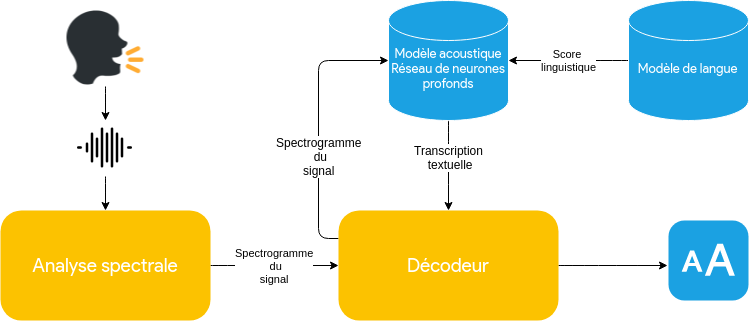 Modèle acoustique
Réseau de neurones
profonds
Score
linguistique
Modèle de langue
Spectrogramme
du
signal
Transcription
textuelle
Analyse spectrale
Spectrogramme
du
signal
Décodeur
AA